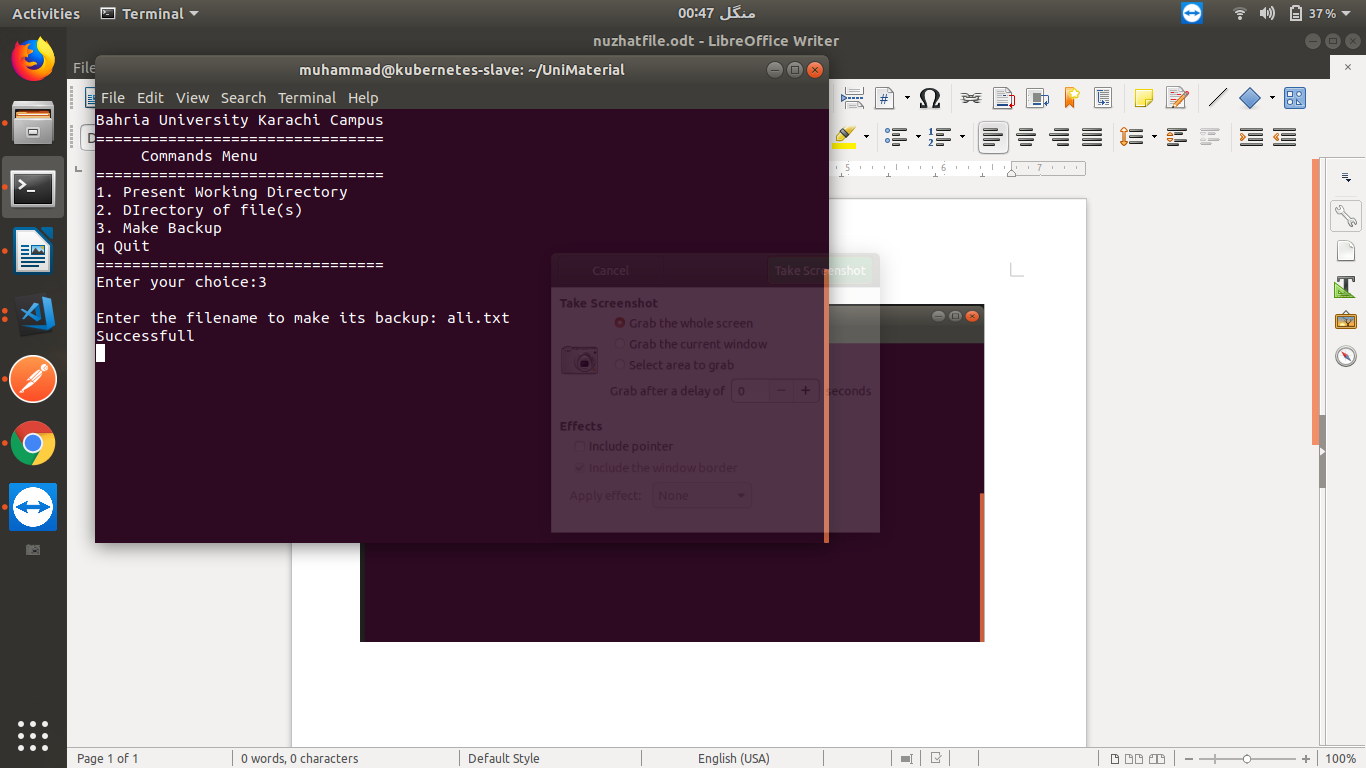 Activities
Terminal
00:47 منگل
37%
nuzhatfile.odt - LibreOffice Writer
File
muhammad@kubernetes-slave: ~/UniMaterial
File Edit View Search Terminal Help
Bahria University Karachi Campus
================================
Commands Menu
================================
1. Present Working Directory
2. DIrectory of file(s)
3. Make Backup
q Quit
================================
Enter your choice:3
Enter the filename to make its backup: ali.txt
Successfull
Cancel
Take Screenshot
Take Screenshot
Grab the whole screen
Grab the current window
Select area to grab
Grab after a delay of 0 seconds
Effects
Include pointer
Include the window border
Apply effect: None
5 6 7
Page 1 of 1
0 words, 0 characters
Default Style
English (USA)
100%